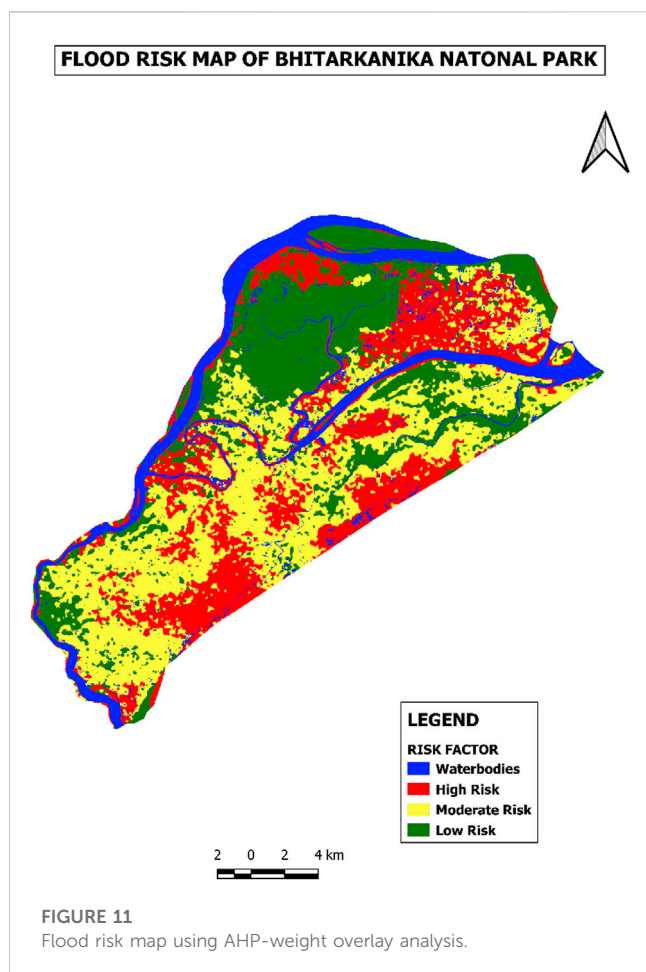 FLOOD RISK MAP OF BHITARKANIKA NATONAL PARK
LEGEND
RISK FACTOR
Waterbodies
High Risk
Moderate Risk
Low Risk
2 0 2 4 km
FIGURE 11
Flood risk map using AHP-weight overlay analysis.